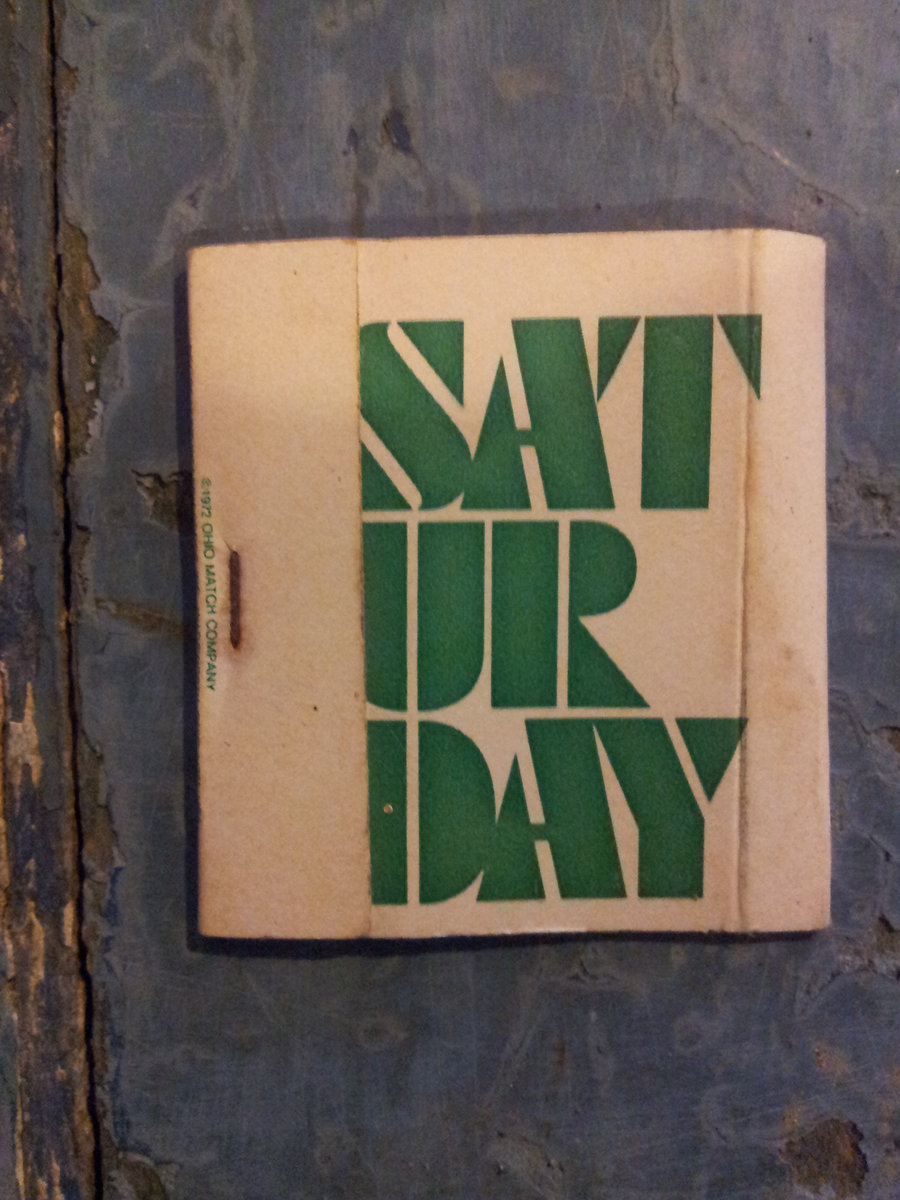 SAT
UR
DAY
©1972 OHIO MATCH COMPANY